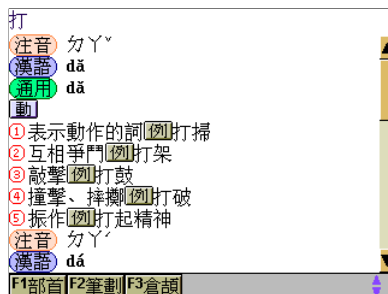 打
注音 ㄉㄚˇ
漢語 dǎ
通用 dǎ
動
①表示動作的詞例打掃
②互相爭鬥例打架
③敲擊例打鼓
④撞擊、摔擲例打破
⑤振作例打起精神
注音 ㄉㄚˊ
漢語 dá
F1部首 F2筆劃 F3倉頡